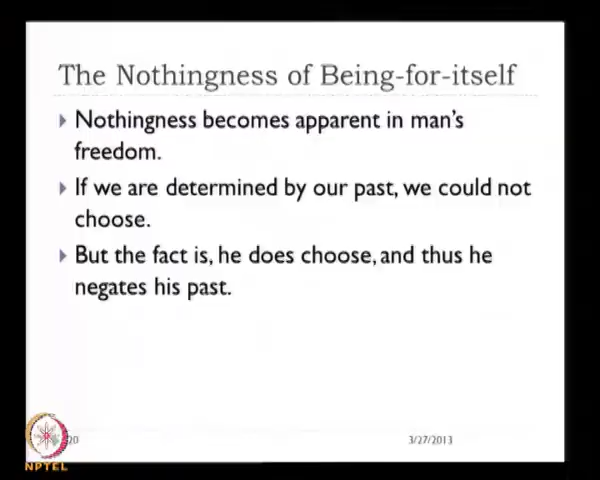 The Nothingness of Being-for-itself
Nothingness becomes apparent in man's
freedom.
If we are determined by our past, we could not
choose.
But the fact is, he does choose, and thus he
negates his past.
20
3/27/2013
NPTEL